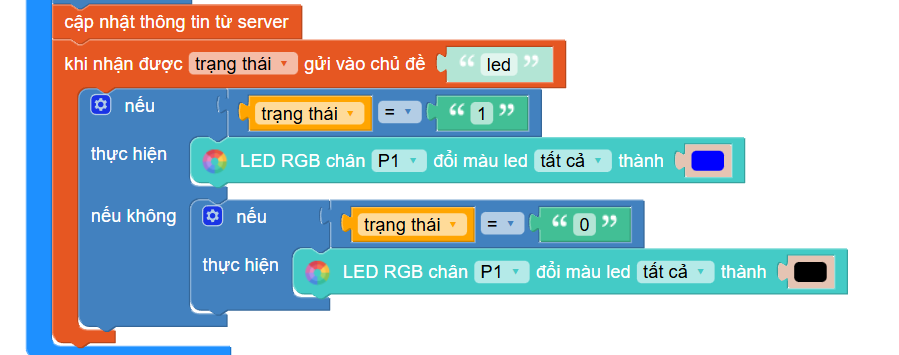 cập nhật thông tin từ server
khi nhận được trạng thái gửi vào chủ đề “ led ”
nếu trạng thái = “ 1 ”
thực hiện LED RGB chân P1 đổi màu led tất cả thành
nếu không nếu trạng thái = “ 0 ”
thực hiện LED RGB chân P1 đổi màu led tất cả thành